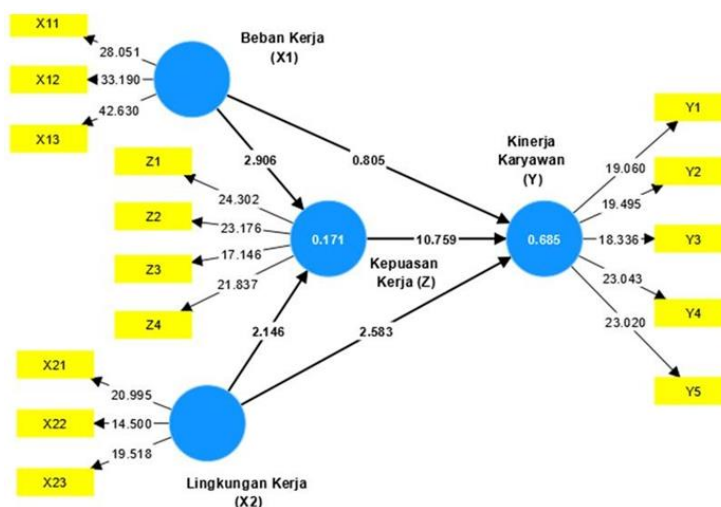 X11
X12
X13
28.051
33.190
42.630
Beban Kerja
(X1)
2.906
0.805
Z1
Z2
Z3
Z4
24.302
23.176
17.146
21.837
0.171
Kepuasan
Kerja (Z)
10.759
Kinerja
Karyawan
(Y)
0.685
Y1
Y2
Y3
Y4
Y5
19.060
19.495
18.336
23.043
23.020
2.146
2.583
X21
X22
X23
20.995
14.500
19.518
Lingkungan Kerja
(X2)